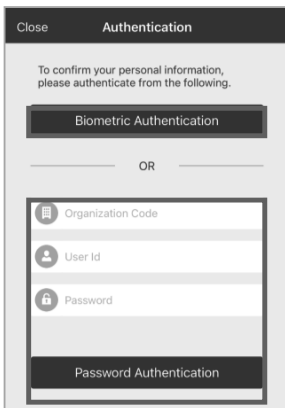 Close Authentication
To confirm your personal information,
please authenticate from the following.
Biometric Authentication
OR
Organization Code
User Id
Password
Password Authentication